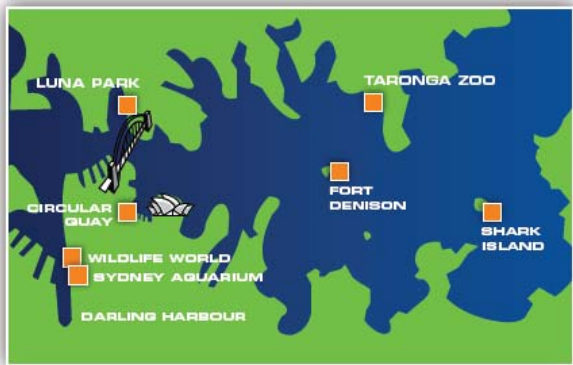 LUNA PARK
TARONGA ZOO
FORT
DENISON
CIRCULAR
QUAY
SHARK
ISLAND
WILDLIFE WORLD
SYDNEY AQUARIUM
DARLING HARBOUR